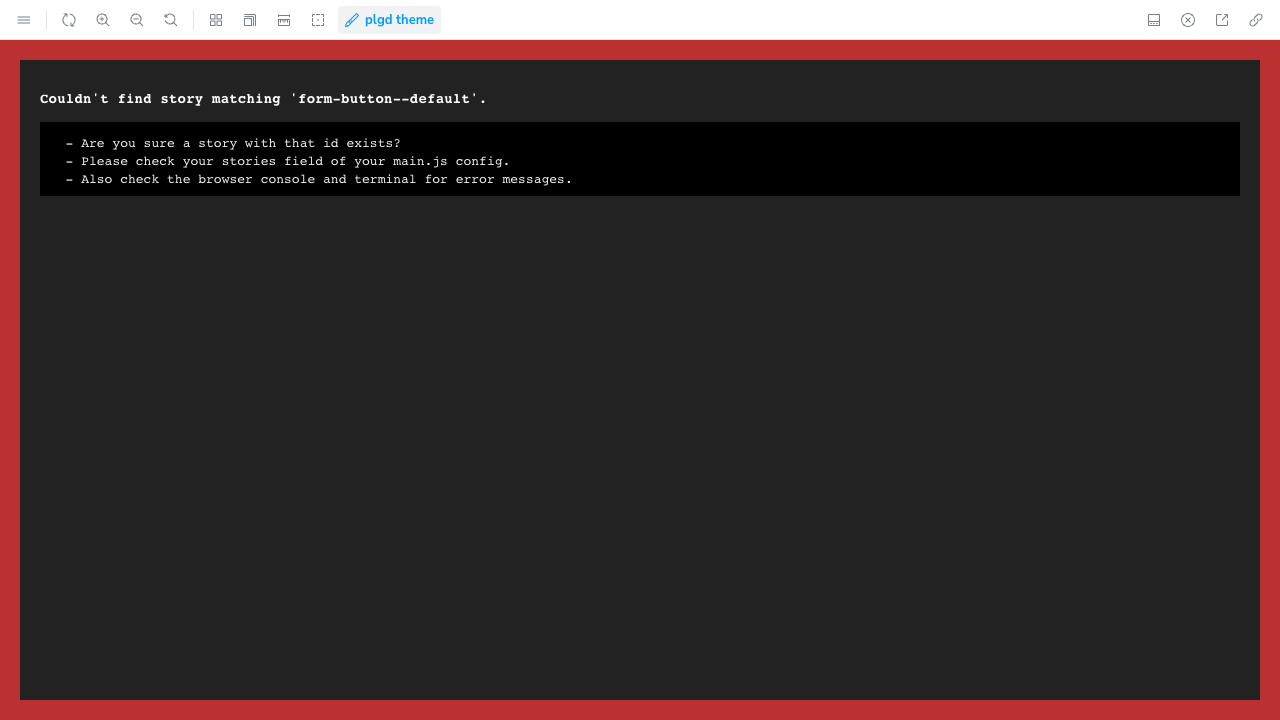 plgd theme
Couldn't find story matching 'form-button--default'.
- Are you sure a story with that id exists?
- Please check your stories field of your main.js config.
- Also check the browser console and terminal for error messages.